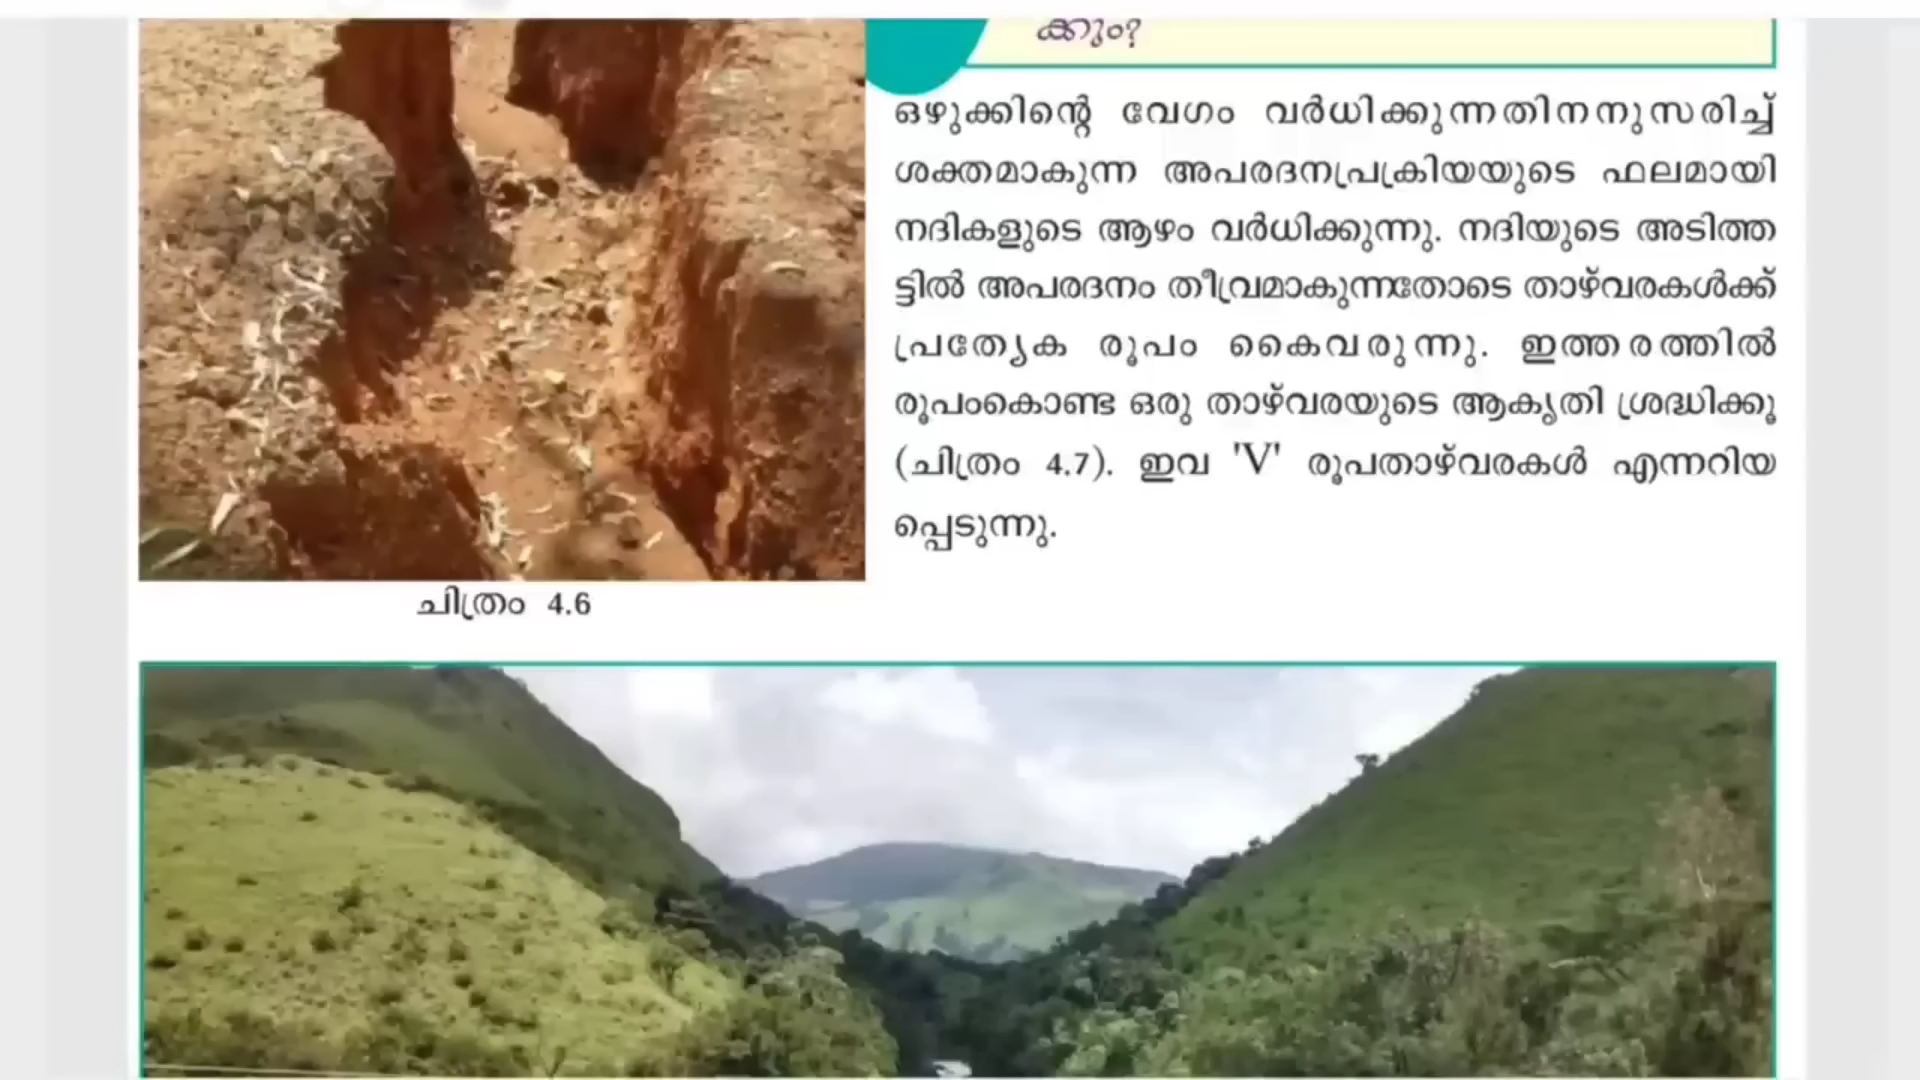 ക്കും?
ഒഴുക്കിന്റെ വേഗം വർധിക്കുന്നതിനനുസരിച്ച്
ശക്തമാകുന്ന അപരദനപ്രക്രിയയുടെ ഫലമായി
നദികളുടെ ആഴം വർധിക്കുന്നു. നദിയുടെ അടിത്ത
ട്ടിൽ അപരദനം തീവ്രമാകുന്നതോടെ താഴ്‌വരകൾക്ക്
പ്രത്യേക രൂപം കൈവരുന്നു. ഇത്തരത്തിൽ
രൂപംകൊണ്ട ഒരു താഴ്‌വരയുടെ ആകൃതി ശ്രദ്ധിക്കൂ
(ചിത്രം 4.7). ഇവ 'V' രൂപതാഴ്‌വരകൾ എന്നറിയ
പ്പെടുന്നു.
ചിത്രം 4.6